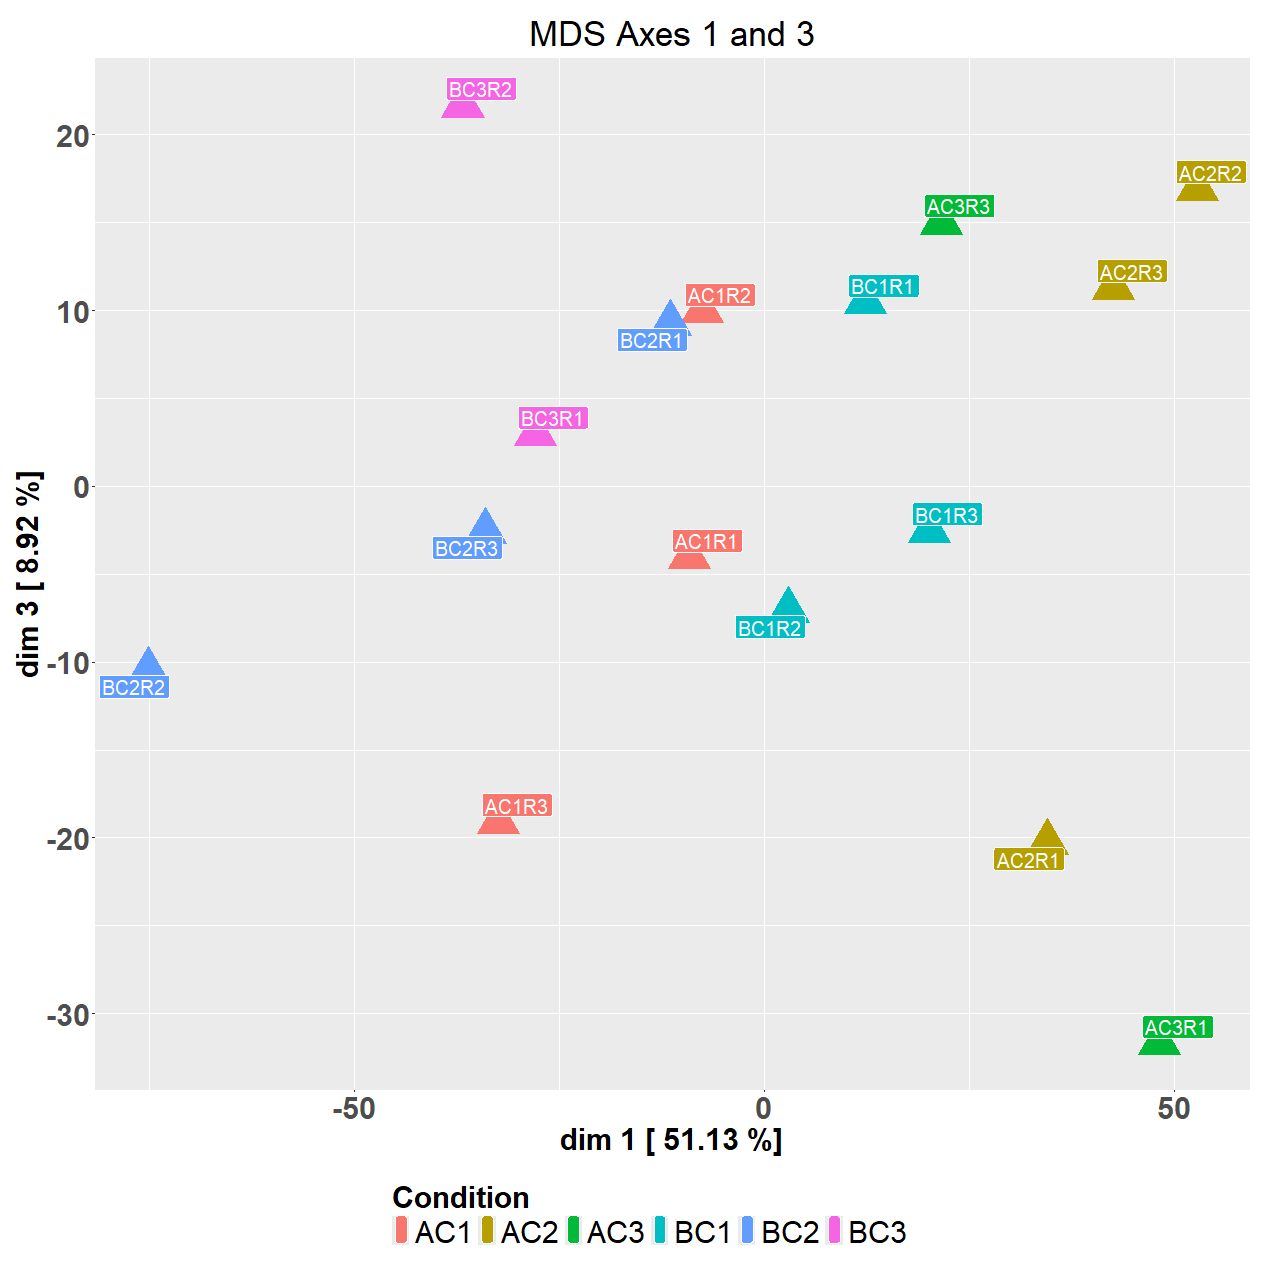 MDS Axes 1 and 3
BC3R2
20
AC2R2
AC3R3
AC2R3
BC1R1
AC1R2
10
BC2R1
BC3R1
0
BC1R3
AC1R1
BC2R3
dim 3 [ 8.92 %]
BC1R2
-10
BC2R2
AC1R3
-20
AC2R1
-30
AC3R1
-50 0 50
dim 1 [ 51.13 %]
Condition
AC1 AC2 AC3 BC1 BC2 BC3